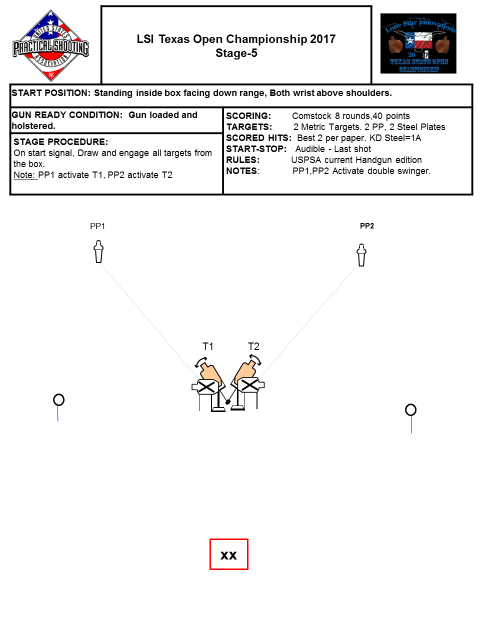 UNITED STATES
PRACTICAL SHOOTING
ASSOCIATION
LSI Texas Open Championship 2017
Stage-5
Lone Star Innovations
20
TEXAS STATE OPEN
CHAMPIONSHIP
START POSITION: Standing inside box facing down range, Both wrist above shoulders.
GUN READY CONDITION: Gun loaded and
holstered.
STAGE PROCEDURE:
On start signal, Draw and engage all targets from
the box.
Note: PP1 activate T1, PP2 activate T2
SCORING: Comstock 8 rounds,40 points
TARGETS: 2 Metric Targets. 2 PP, 2 Steel Plates
SCORED HITS: Best 2 per paper. KD Steel=1A
START-STOP: Audible - Last shot
RULES: USPSA current Handgun edition
NOTES: PP1,PP2 Activate double swinger.
PP1 PP2
T1 T2
xx